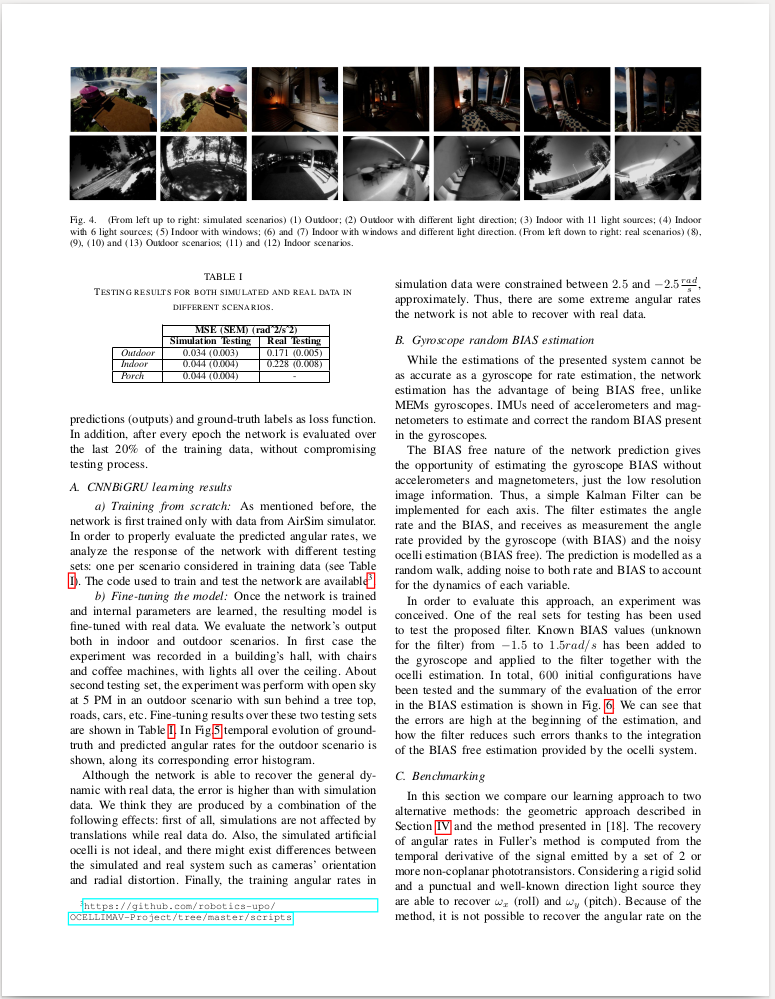 Fig. 4. (From left up to right: simulated scenarios) (1) Outdoor; (2) Outdoor with different light direction; (3) Indoor with 11 light sources; (4) Indoor
with 6 light sources; (5) Indoor with windows; (6) and (7) Indoor with windows and different light direction. (From left down to right: real scenarios) (8),
(9), (10) and (13) Outdoor scenarios; (11) and (12) Indoor scenarios.
TABLE I
TESTING RESULTS FOR BOTH SIMULATED AND REAL DATA IN
DIFFERENT SCENARIOS.
MSE (SEM) (radˆ2/sˆ2)
Simulation Testing Real Testing
Outdoor 0.034 (0.003) 0.171 (0.005)
Indoor 0.044 (0.004) 0.228 (0.008)
Porch 0.044 (0.004) -
predictions (outputs) and ground-truth labels as loss function.
In addition, after every epoch the network is evaluated over
the last 20% of the training data, without compromising
testing process.
A. CNNBiGRU learning results
a) Training from scratch: As mentioned before, the
network is first trained only with data from AirSim simulator.
In order to properly evaluate the predicted angular rates, we
analyze the response of the network with different testing
sets: one per scenario considered in training data (see Table
I). The code used to train and test the network are available3.
b) Fine-tuning the model: Once the network is trained
and internal parameters are learned, the resulting model is
fine-tuned with real data. We evaluate the network's output
both in indoor and outdoor scenarios. In first case the
experiment was recorded in a building's hall, with chairs
and coffee machines, with lights all over the ceiling. About
second testing set, the experiment was perform with open sky
at 5 PM in an outdoor scenario with sun behind a tree top,
roads, cars, etc. Fine-tuning results over these two testing sets
are shown in Table I. In Fig.5 temporal evolution of ground-
truth and predicted angular rates for the outdoor scenario is
shown, along its corresponding error histogram.
Although the network is able to recover the general dy-
namic with real data, the error is higher than with simulation
data. We think they are produced by a combination of the
following effects: first of all, simulations are not affected by
translations while real data do. Also, the simulated artificial
ocelli is not ideal, and there might exist differences between
the simulated and real system such as cameras' orientation
and radial distortion. Finally, the training angular rates in
3https://github.com/robotics-upo/
OCELLIMAV-Project/tree/master/scripts
simulation data were constrained between 2.5 and −2.5 rad/s,
approximately. Thus, there are some extreme angular rates
the network is not able to recover with real data.
B. Gyroscope random BIAS estimation
While the estimations of the presented system cannot be
as accurate as a gyroscope for rate estimation, the network
estimation has the advantage of being BIAS free, unlike
MEMs gyroscopes. IMUs need of accelerometers and mag-
netometers to estimate and correct the random BIAS present
in the gyroscopes.
The BIAS free nature of the network prediction gives
the opportunity of estimating the gyroscope BIAS without
accelerometers and magnetometers, just the low resolution
image information. Thus, a simple Kalman Filter can be
implemented for each axis. The filter estimates the angle
rate and the BIAS, and receives as measurement the angle
rate provided by the gyroscope (with BIAS) and the noisy
ocelli estimation (BIAS free). The prediction is modelled as a
random walk, adding noise to both rate and BIAS to account
for the dynamics of each variable.
In order to evaluate this approach, an experiment was
conceived. One of the real sets for testing has been used
to test the proposed filter. Known BIAS values (unknown
for the filter) from −1.5 to 1.5rad/s has been added to
the gyroscope and applied to the filter together with the
ocelli estimation. In total, 600 initial configurations have
been tested and the summary of the evaluation of the error
in the BIAS estimation is shown in Fig. 6. We can see that
the errors are high at the beginning of the estimation, and
how the filter reduces such errors thanks to the integration
of the BIAS free estimation provided by the ocelli system.
C. Benchmarking
In this section we compare our learning approach to two
alternative methods: the geometric approach described in
Section IV and the method presented in [18]. The recovery
of angular rates in Fuller's method is computed from the
temporal derivative of the signal emitted by a set of 2 or
more non-coplanar phototransistors. Considering a rigid solid
and a punctual and well-known direction light source they
are able to recover ωx (roll) and ωy (pitch). Because of the
method, it is not possible to recover the angular rate on the